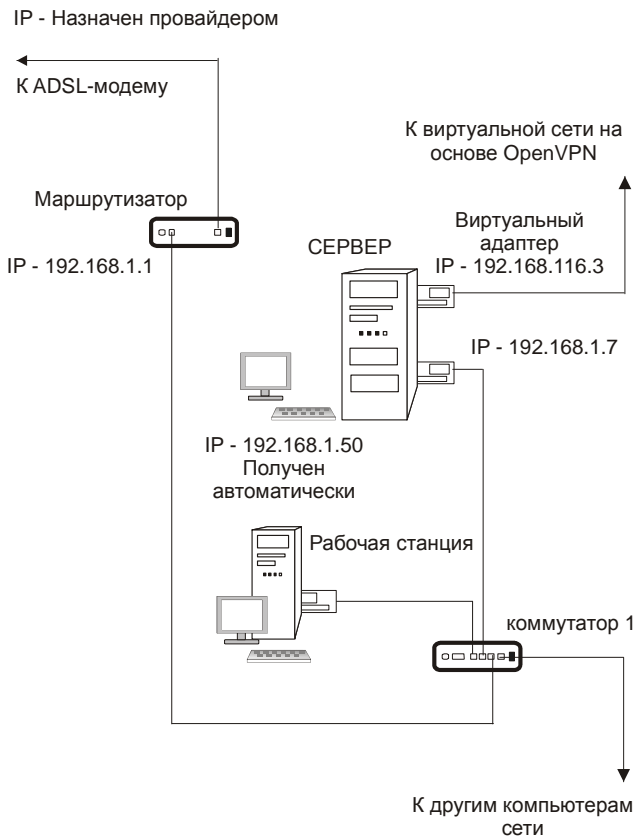 IP - Назначен провайдером
К ADSL-модему
К виртуальной сети на
основе OpenVPN
Маршрутизатор
IP - 192.168.1.1
СЕРВЕР
Виртуальный
адаптер
IP - 192.168.116.3
IP - 192.168.1.7
IP - 192.168.1.50
Получен
автоматически
Рабочая станция
коммутатор 1
К другим компьютерам
сети